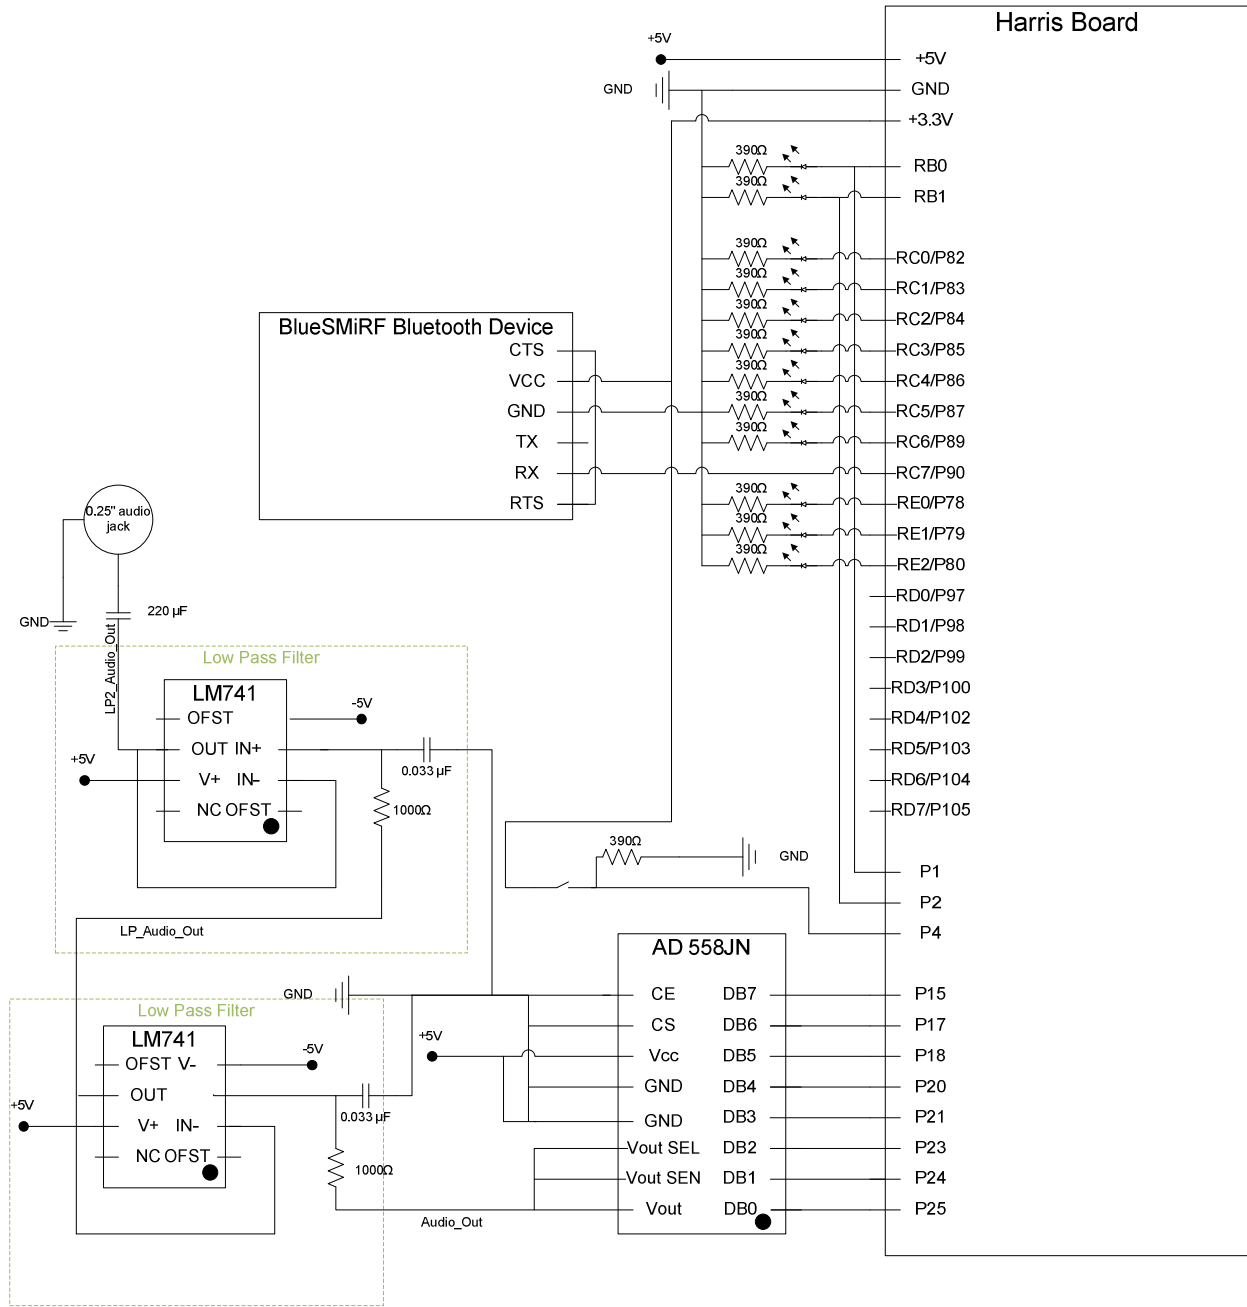 Harris Board
+5V
+5V
GND
GND
+3.3V
390Ω
RB0
390Ω
RB1
390Ω
RC0/P82
390Ω
RC1/P83
390Ω
RC2/P84
390Ω
RC3/P85
390Ω
RC4/P86
390Ω
RC5/P87
390Ω
RC6/P89
RC7/P90
390Ω
RE0/P78
390Ω
RE1/P79
390Ω
RE2/P80
RD0/P97
RD1/P98
RD2/P99
RD3/P100
RD4/P102
RD5/P103
RD6/P104
RD7/P105
P1
P2
P4
P15
P17
P18
P20
P21
P23
P24
P25
BlueSMiRF Bluetooth Device
CTS
VCC
GND
TX
RX
RTS
0.25" audio
jack
GND
220 µF
LP2_Audio_Out
Low Pass Filter
LM741
OFST
-5V
OUT IN+
+5V
V+ IN-
NC OFST
0.033 µF
1000Ω
LP_Audio_Out
390Ω
GND
GND
Low Pass Filter
LM741
OFST V-
-5V
OUT
+5V
V+ IN-
NC OFST
0.033 µF
1000Ω
Audio_Out
+5V
AD 558JN
CE DB7
CS DB6
Vcc DB5
GND DB4
GND DB3
Vout SEL DB2
Vout SEN DB1
Vout DB0